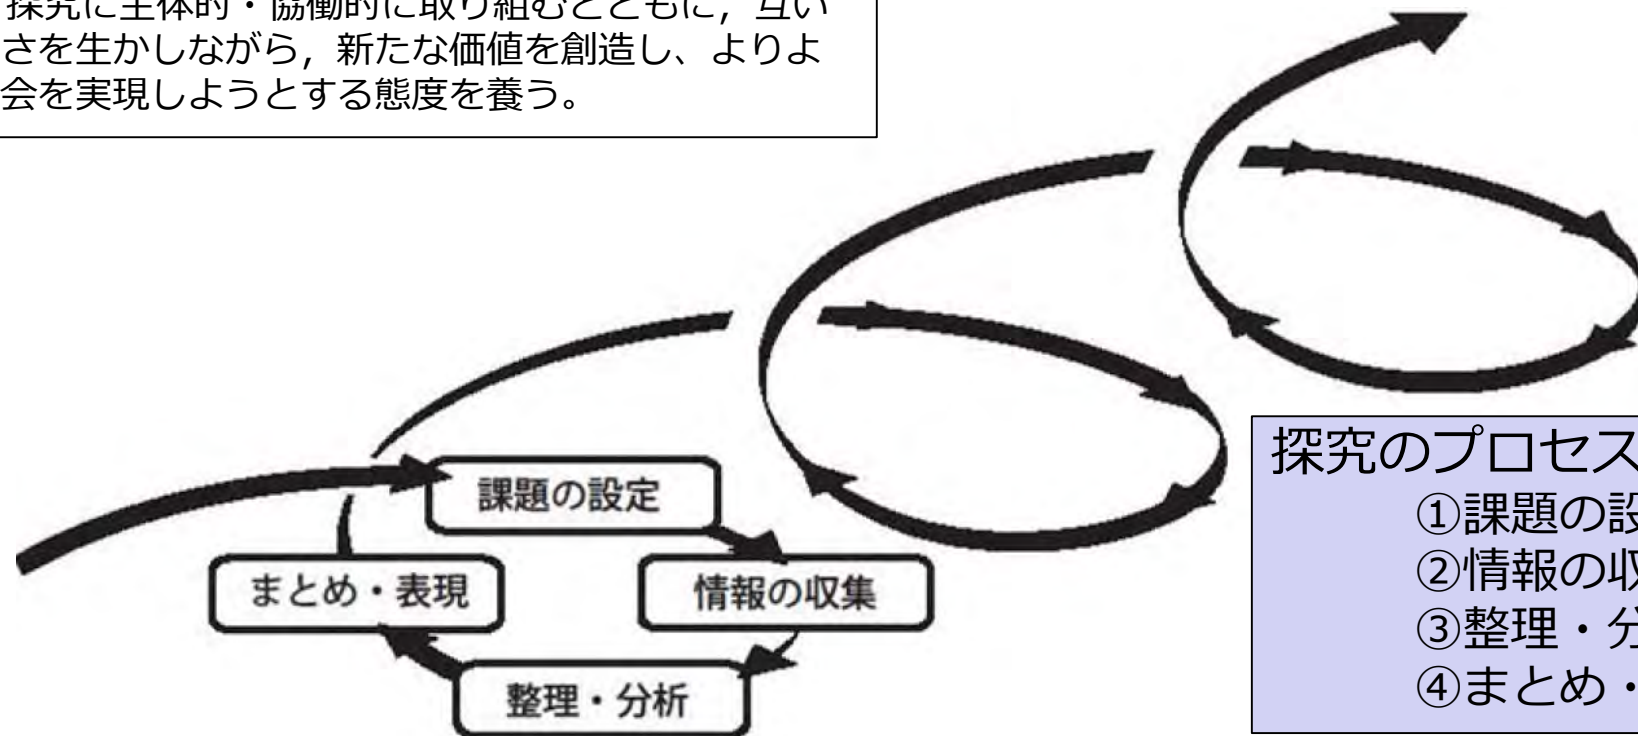 探究に主体的・協働的に取り組むとともに，互い
さを生かしながら，新たな価値を創造し、よりよ
会を実現しようとする態度を養う。
課題の設定
まとめ・表現
情報の収集
整理・分析
探究のプロセス
①課題の設
②情報の収
③整理・分
④まとめ・